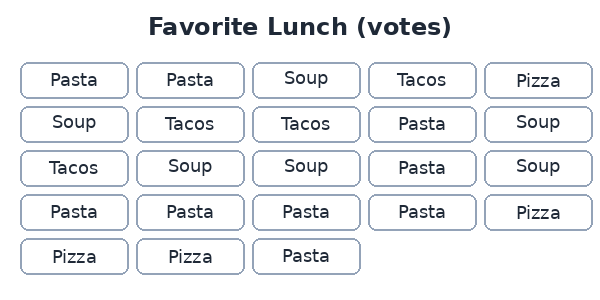 Favorite Lunch (votes)
Pasta Pasta Soup Tacos Pizza
Soup Tacos Tacos Pasta Soup
Tacos Soup Soup Pasta Soup
Pasta Pasta Pasta Pasta Pizza
Pizza Pizza Pasta